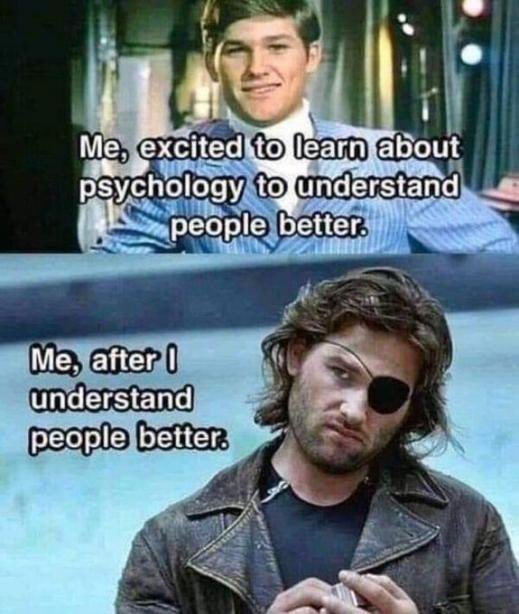 Me, excited to learn about
psychology to understand
people better.
Me, after I
understand
people better.